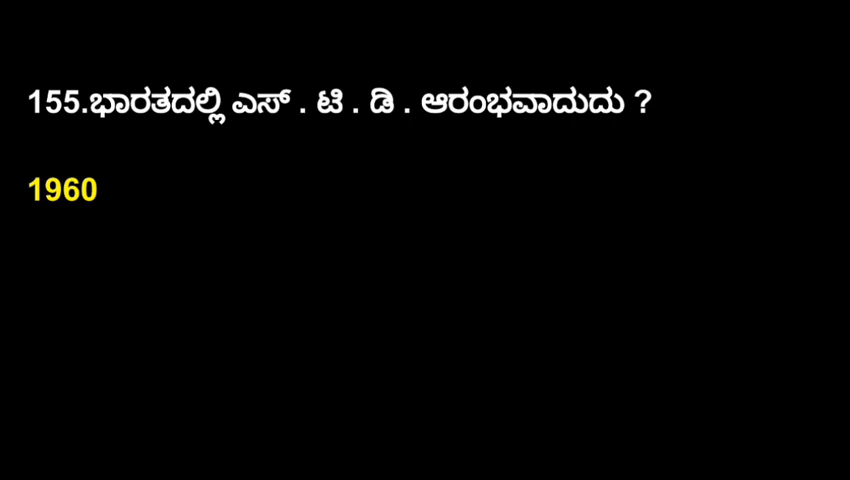 155.ಭಾರತದಲ್ಲಿ ಎಸ್ . ಟಿ . ಡಿ . ಆರಂಭವಾದುದು ?
1960